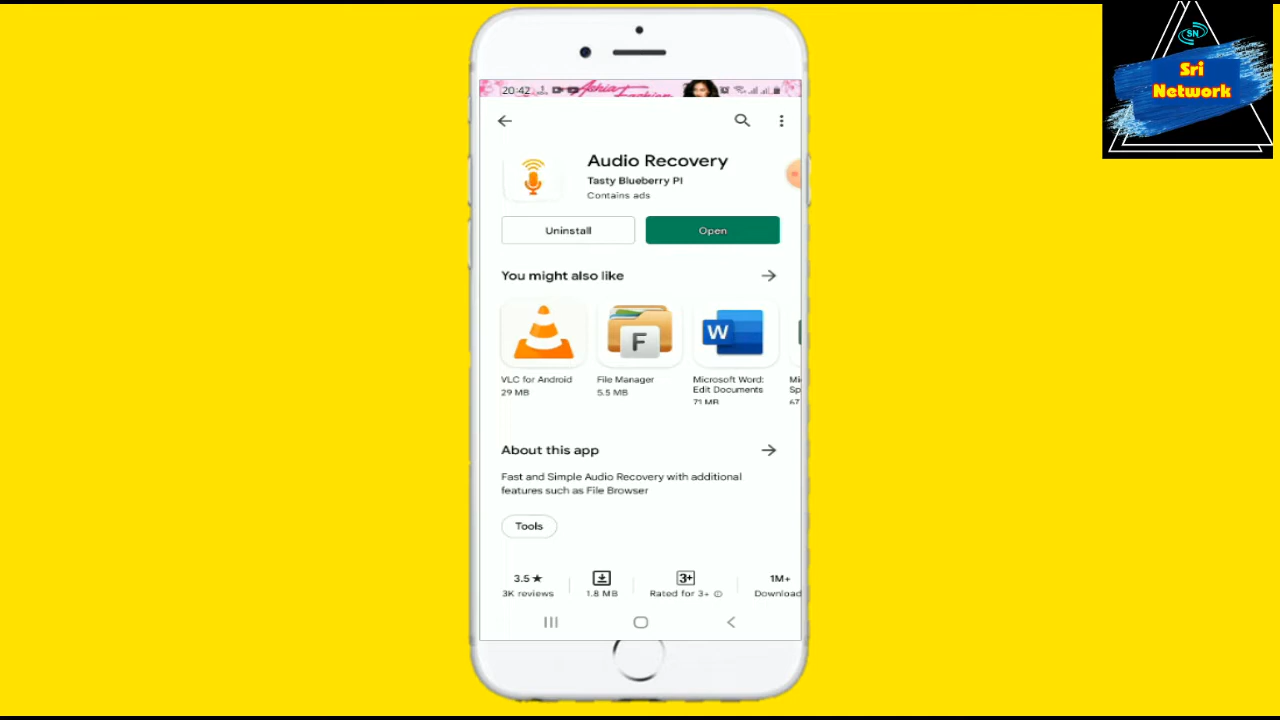 SN
Sri
Network
20:42
Audio Recovery
Tasty Blueberry PI
Contains ads
Uninstall
Open
You might also like
F
W
VLC for Android
29 MB
File Manager
5.5 MB
Microsoft Word:
Edit Documents
71 MB
Mi
Sp
67
About this app
Fast and Simple Audio Recovery with additional
features such as File Browser
Tools
3.5 ★
3K reviews
1.8 MB
3+
Rated for 3+
1M+
Download